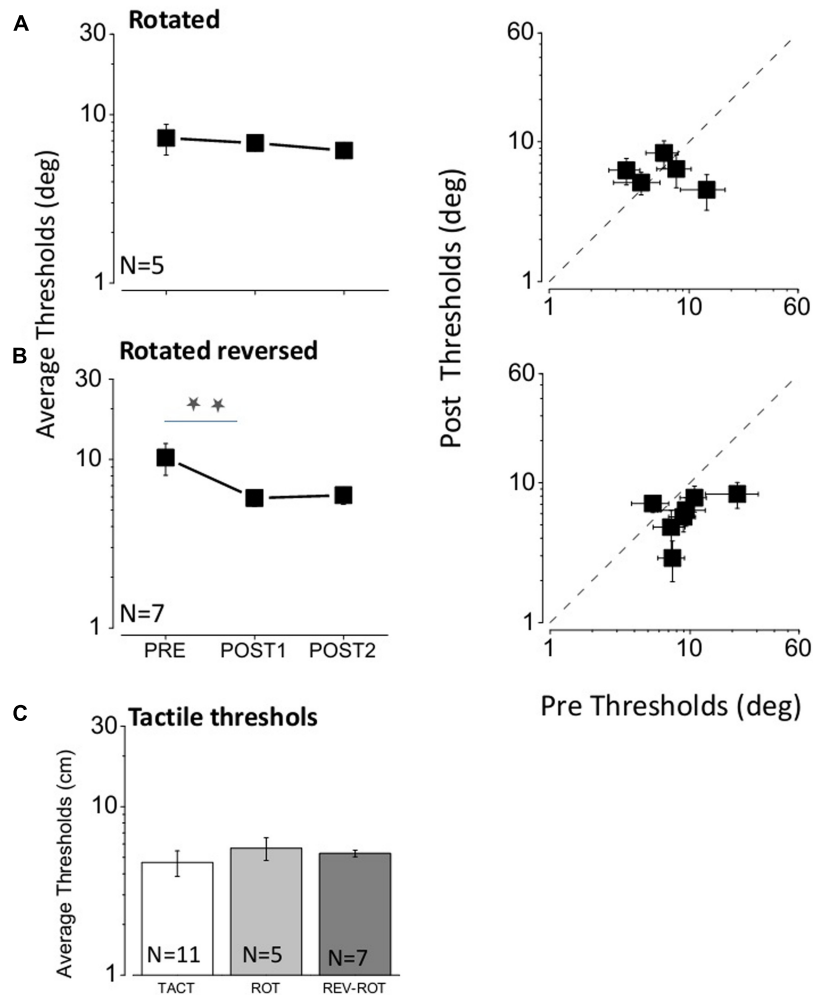 A
Rotated
30
10
1
N=5
60
10
1
1
10
60
Average Thresholds (deg)
Post Thresholds (deg)
B
Rotated reversed
30
10
1
N=7
PRE
POST1
POST2
60
10
1
1
10
60
Pre Thresholds (deg)
C
Tactile threshols
30
10
1
Average Thresholds (cm)
N=11
N=5
N=7
TACT
ROT
REV-ROT